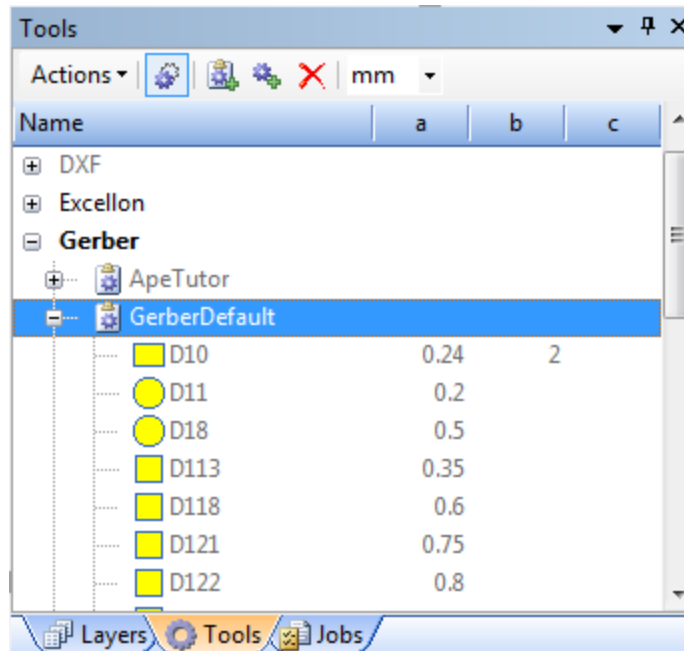 Tools
Actions mm
Name a b c
DXF
Excellon
Gerber
ApeTutor
GerberDefault
D10 0.24 2
D11 0.2
D18 0.5
D113 0.35
D118 0.6
D121 0.75
D122 0.8
Layers Tools Jobs